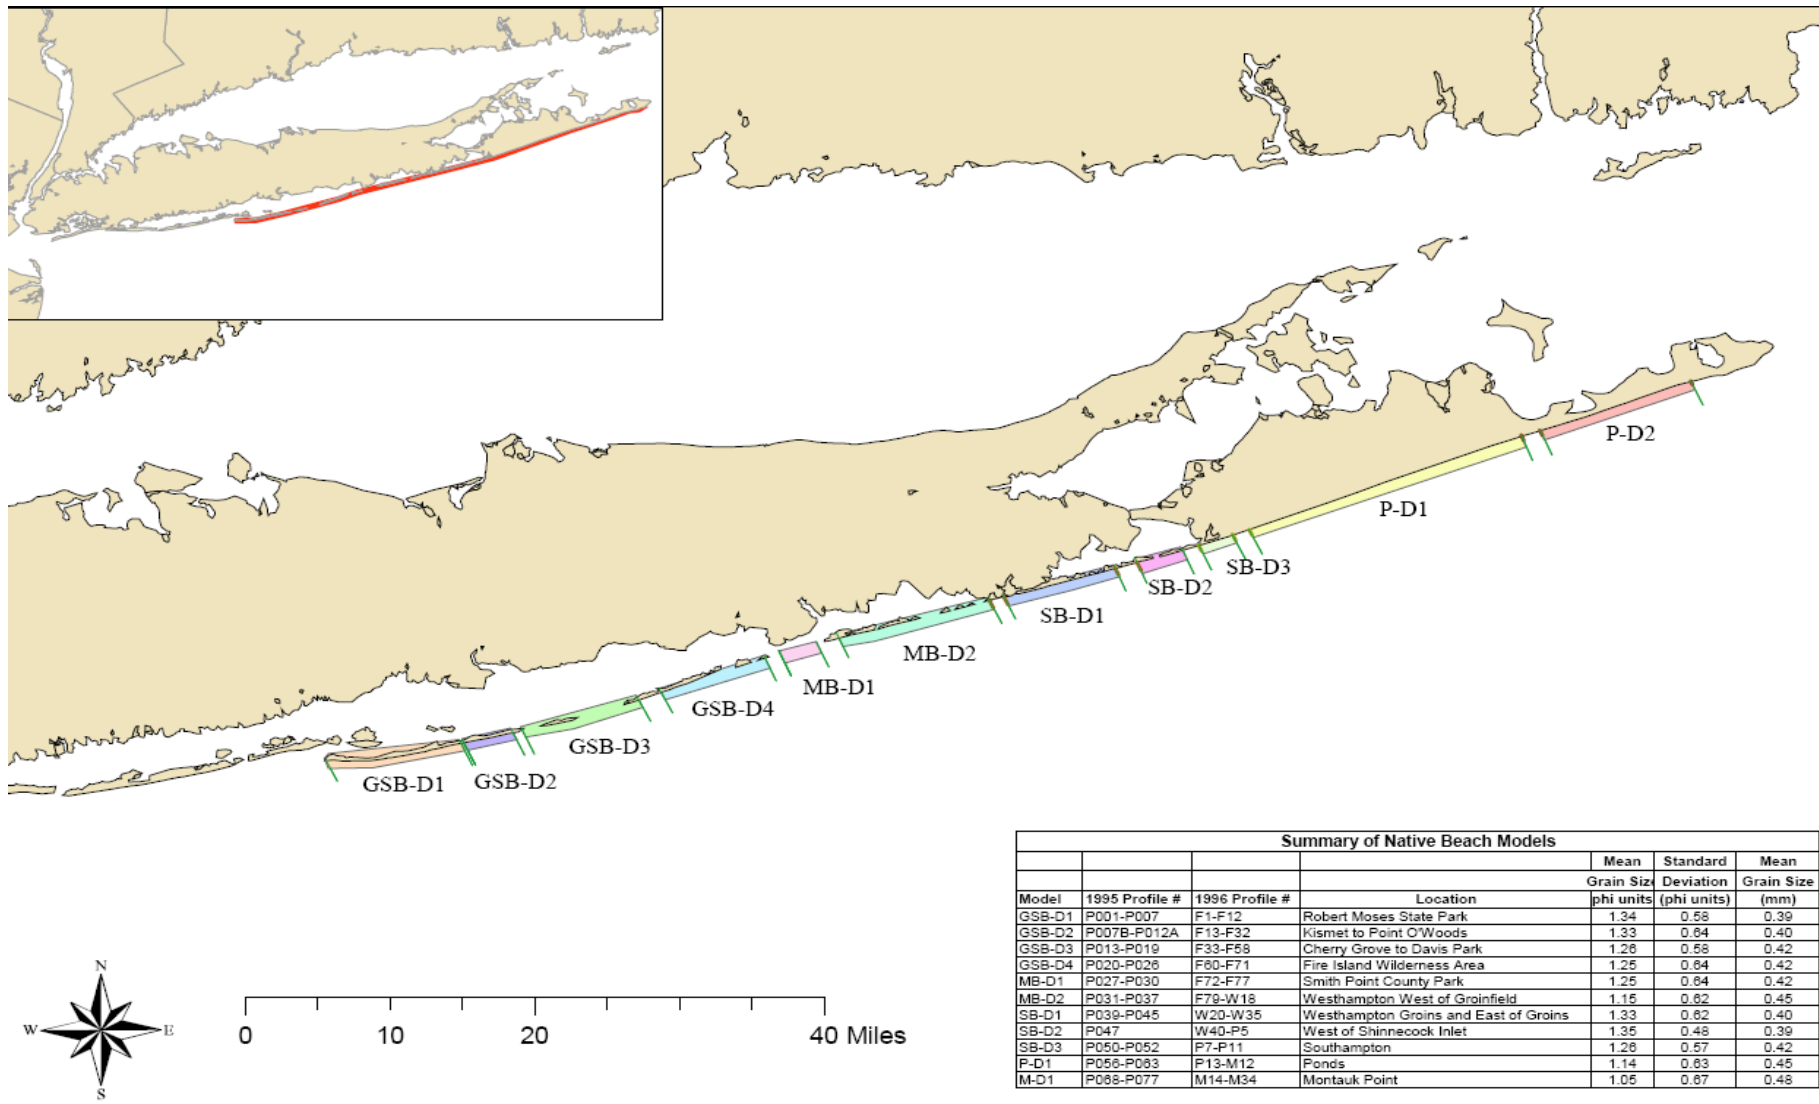 P-D2
P-D1
SB-D3
SB-D2
SB-D1
MB-D2
MB-D1
GSB-D4
GSB-D3
GSB-D2
GSB-D1
N
W E
S
0 20 40 Miles
Summary of Native Beach Models
Mean Standard Mean
Grain Size Deviation Grain Size
Model 1995 Profile # 1996 Profile # Location phi units (phi units) (mm)
GSB-D1 P001-P007 F1-F12 Robert Moses State Park 1.34 0.58 0.39
GSB-D2 P007B-P012A F13-F32 Kismet to Point O'Woods 1.33 0.64 0.40
GSB-D3 P013-P019 F33-F58 Cherry Grove to Davis Park 1.26 0.58 0.42
GSB-D4 P020-P026 F60-F71 Fire Island Wilderness Area 1.25 0.64 0.42
MB-D1 P027-P030 F72-F77 Smith Point County Park 1.25 0.64 0.42
MB-D2 P031-P037 F79-W18 Westhampton West of Groinfield 1.15 0.62 0.45
SB-D1 P039-P045 W20-W35 Westhampton Groins and East of Groins 1.33 0.62 0.40
SB-D2 P047 W40-P5 West of Shinnecock Inlet 1.35 0.48 0.39
SB-D3 P050-P052 P7-P11 Southampton 1.26 0.57 0.42
P-D1 P056-P063 P13-M12 Ponds 1.14 0.63 0.45
M-D1 P068-P077 M14-M34 Montauk Point 1.05 0.67 0.48